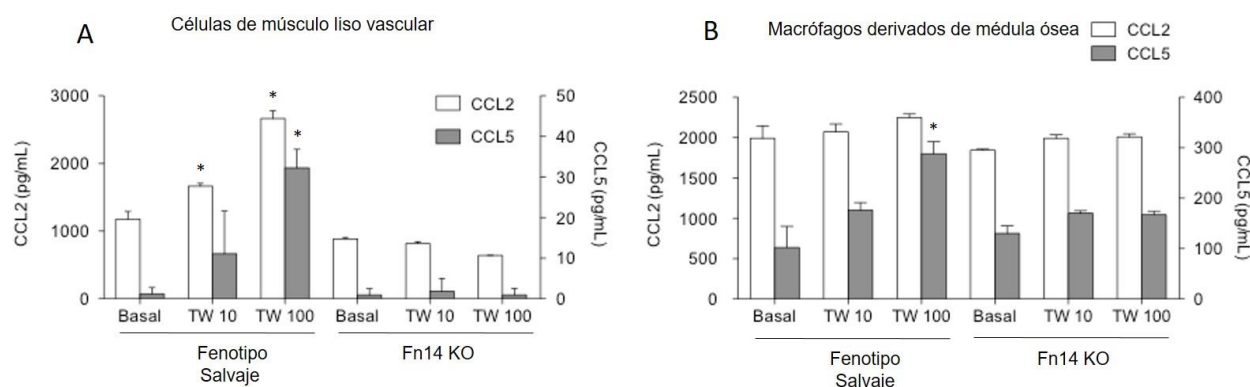 A
Células de músculo liso vascular
CCL2
CCL5
3000
2000
1000
0
CCL2 (pg/mL)
50
40
30
20
10
0
CCL5 (pg/mL)
*
*
*
Basal
TW 10
TW 100
Basal
TW 10
TW 100
Fenotipo
Salvaje
Fn14 KO
B
Macrófagos derivados de médula ósea
CCL2
CCL5
2500
2000
1500
1000
500
0
CCL2 (pg/mL)
400
300
200
100
0
CCL5 (pg/mL)
*
Basal
TW 10
TW 100
Basal
TW 10
TW 100
Fenotipo
Salvaje
Fn14 KO